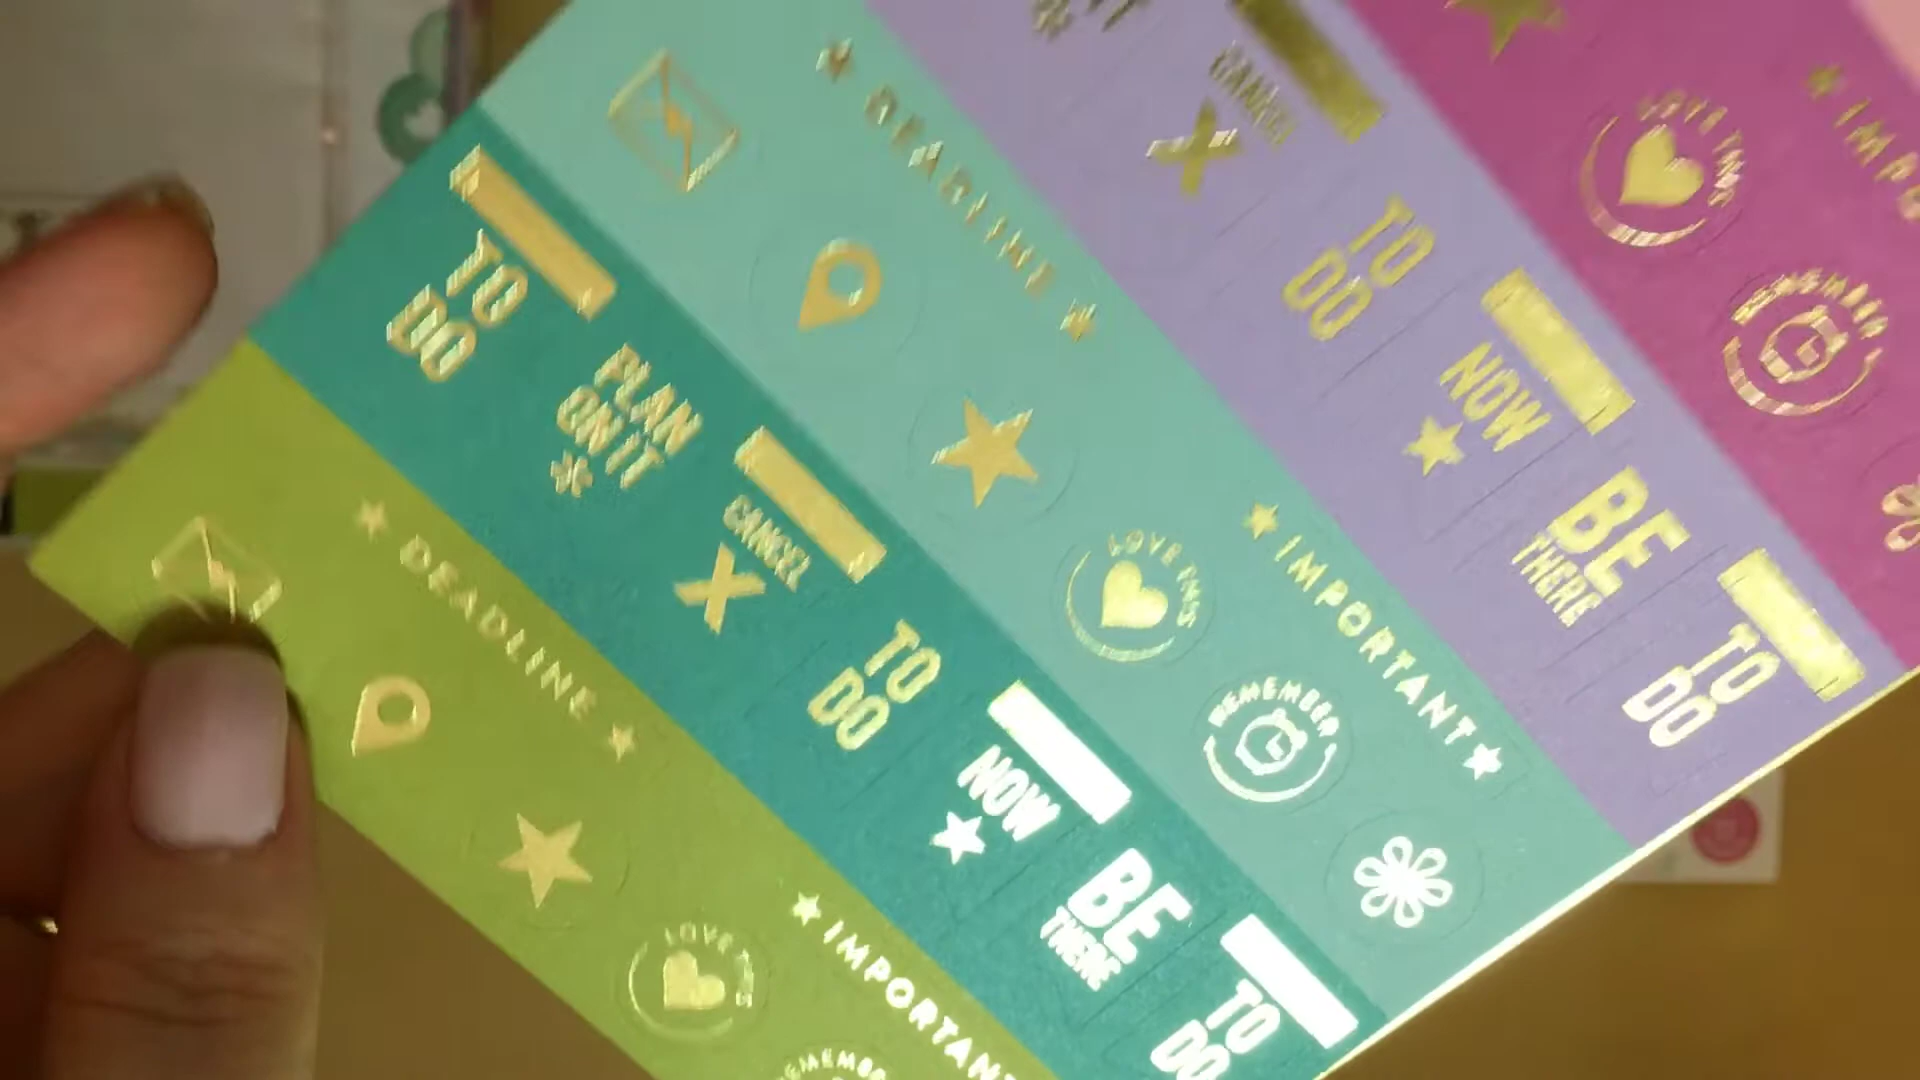 LOVE THIS
REMEMBER
CANCEL
X
TO
DO
NOW
BE
THERE
TO
DO
DEADLINE
LOVE THIS
IMPORTANT
REMEMBER
TO
DO
PLAN
ON IT
*
CANCEL
X
TO
DO
NOW
BE
THERE
TO
DO
DEADLINE
LOVE THIS
IMPORTANT
REMEMBER